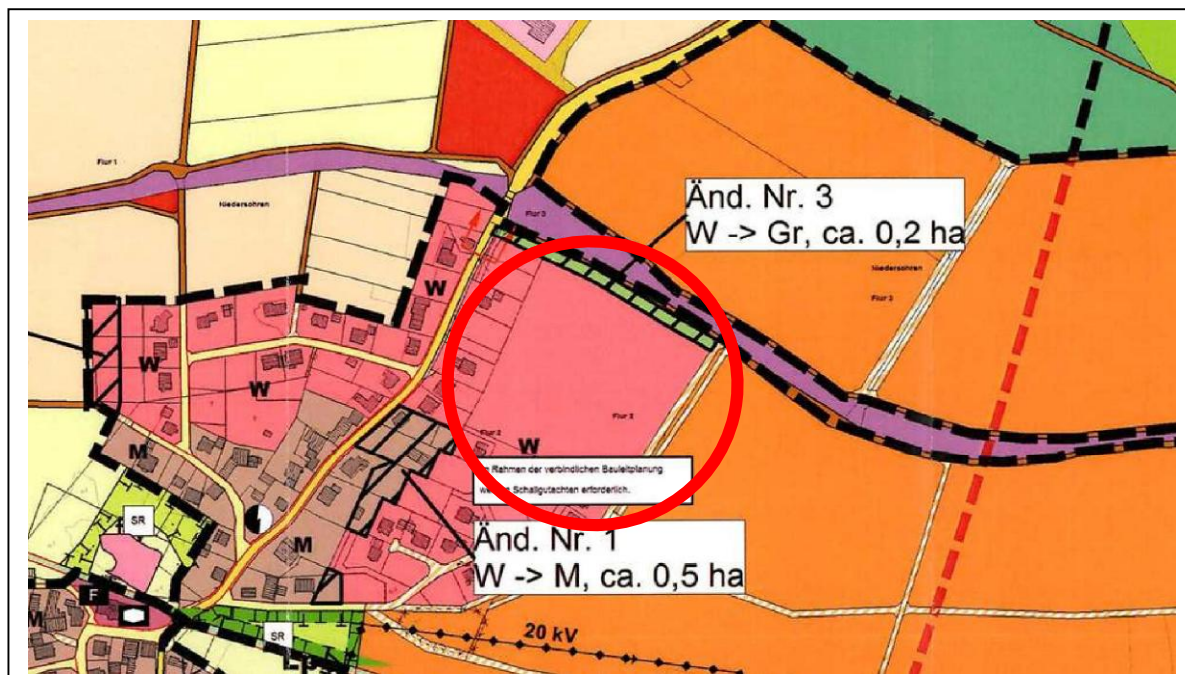 Flur 1
Niedersohren
Flur 3
Änd. Nr. 3
W -> Gr, ca. 0,2 ha
Niedersohren
Flur 3
W
W
W
Flur 2
Flur 2
W
M
Rahmen der verbindlichen Bauleitplanung
Schallgutachten erforderlich.
SR
Änd. Nr. 1
W -> M, ca. 0,5 ha
M
F
M
SR
20 kV